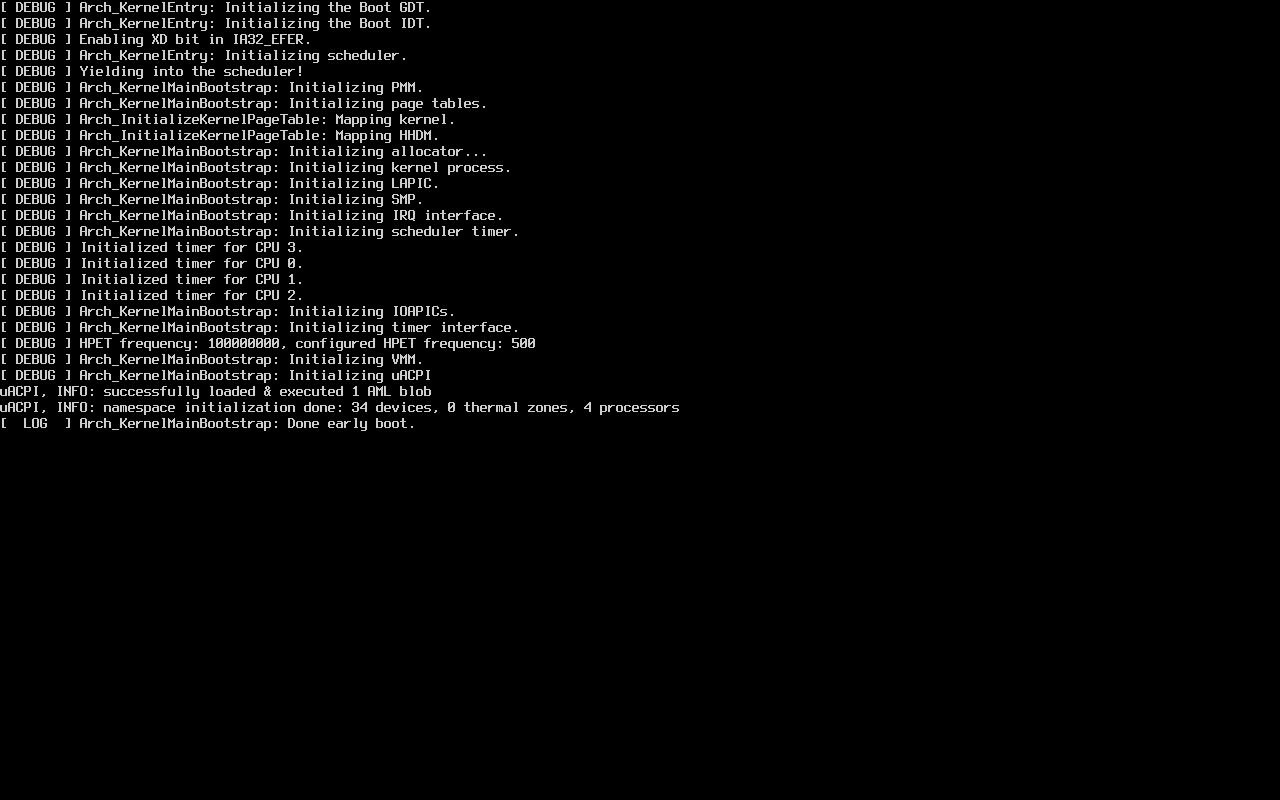 [ DEBUG ] Arch_KernelEntry: Initializing the Boot GDT.
[ DEBUG ] Arch_KernelEntry: Initializing the Boot IDT.
[ DEBUG ] Enabling XD bit in IA32_EFER.
[ DEBUG ] Arch_KernelEntry: Initializing scheduler.
[ DEBUG ] Yielding into the scheduler!
[ DEBUG ] Arch_KernelMainBootstrap: Initializing PMM.
[ DEBUG ] Arch_KernelMainBootstrap: Initializing page tables.
[ DEBUG ] Arch_InitializeKernelPageTable: Mapping kernel.
[ DEBUG ] Arch_InitializeKernelPageTable: Mapping HHDM.
[ DEBUG ] Arch_KernelMainBootstrap: Initializing allocator...
[ DEBUG ] Arch_KernelMainBootstrap: Initializing kernel process.
[ DEBUG ] Arch_KernelMainBootstrap: Initializing LAPIC.
[ DEBUG ] Arch_KernelMainBootstrap: Initializing SMP.
[ DEBUG ] Arch_KernelMainBootstrap: Initializing IRQ interface.
[ DEBUG ] Arch_KernelMainBootstrap: Initializing scheduler timer.
[ DEBUG ] Initialized timer for CPU 3.
[ DEBUG ] Initialized timer for CPU 0.
[ DEBUG ] Initialized timer for CPU 1.
[ DEBUG ] Initialized timer for CPU 2.
[ DEBUG ] Arch_KernelMainBootstrap: Initializing IOAPICs.
[ DEBUG ] Arch_KernelMainBootstrap: Initializing timer interface.
[ DEBUG ] HPET frequency: 100000000, configured HPET frequency: 500
[ DEBUG ] Arch_KernelMainBootstrap: Initializing VMM.
[ DEBUG ] Arch_KernelMainBootstrap: Initializing uACPI
uACPI, INFO: successfully loaded & executed 1 AML blob
uACPI, INFO: namespace initialization done: 34 devices, 0 thermal zones, 4 processors
[  LOG  ] Arch_KernelMainBootstrap: Done early boot.